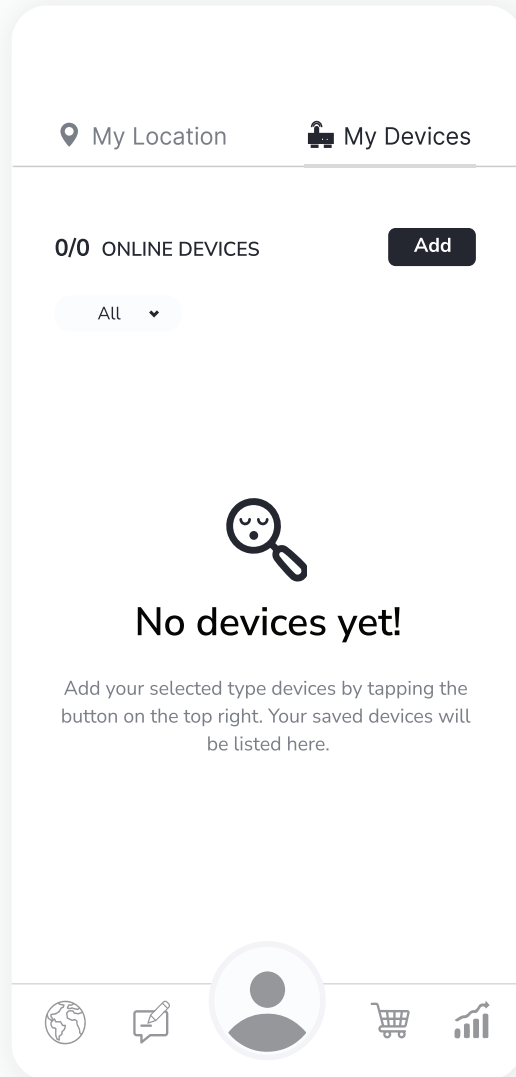 My Location
My Devices
0/0 ONLINE DEVICES
Add
All
No devices yet!
Add your selected type devices by tapping the
button on the top right. Your saved devices will
be listed here.